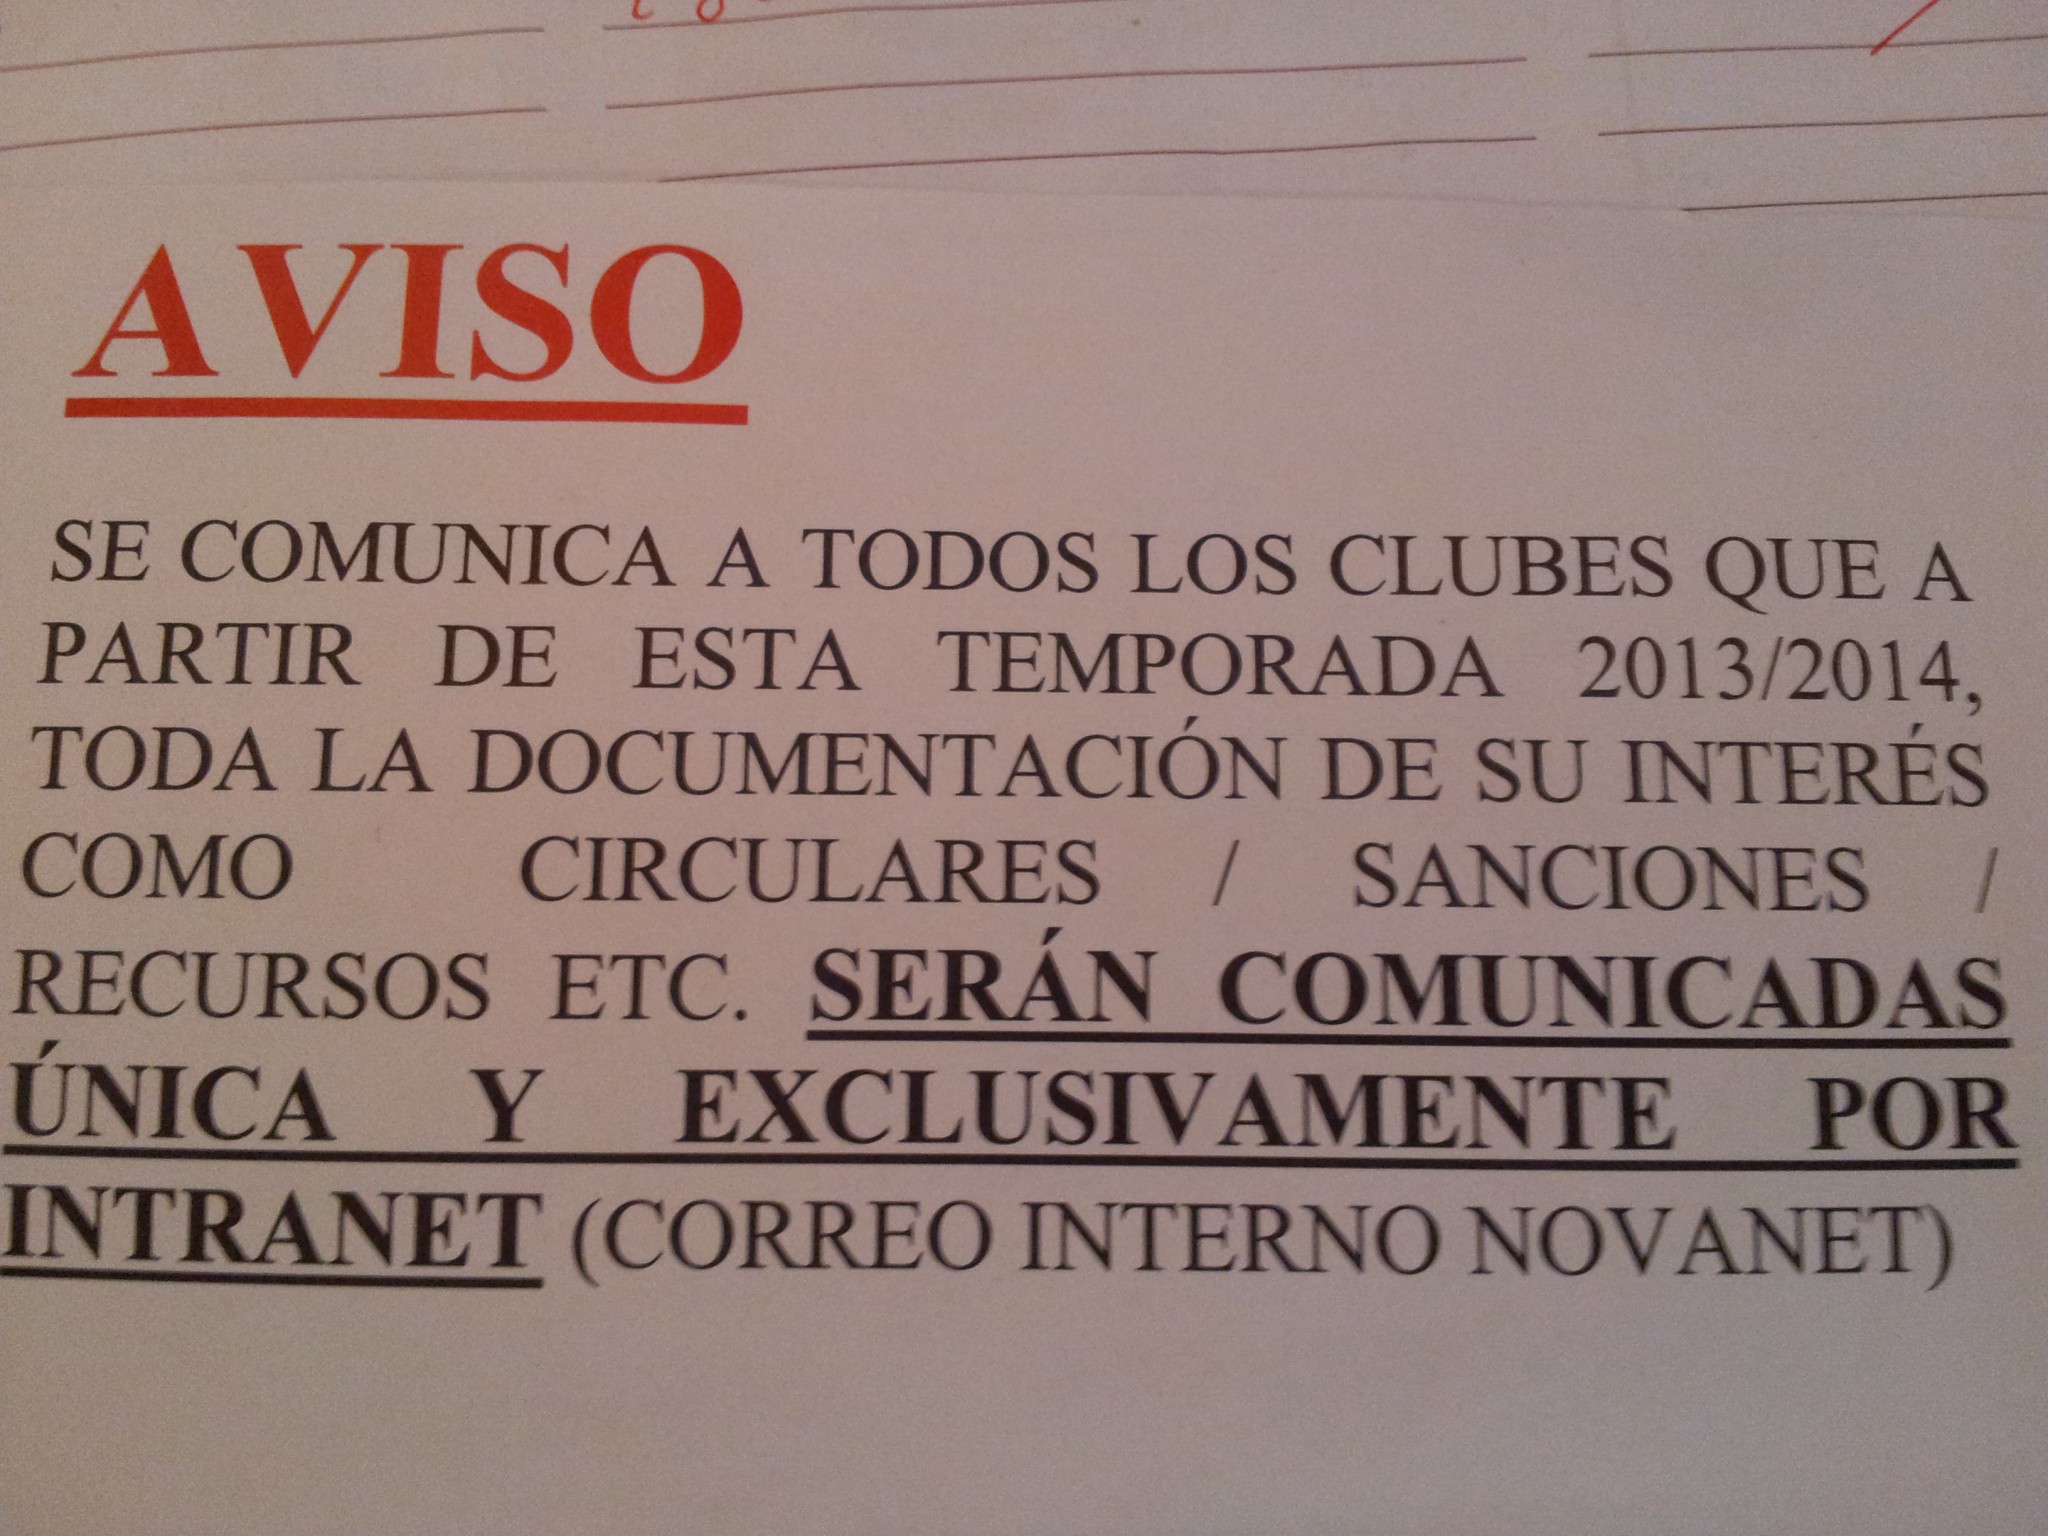 AVISO
SE COMUNICA A TODOS LOS CLUBES QUE A
PARTIR DE ESTA TEMPORADA 2013/2014,
TODA LA DOCUMENTACIÓN DE SU INTERÉS
COMO CIRCULARES / SANCIONES /
RECURSOS ETC. SERÁN COMUNICADAS
ÚNICA Y EXCLUSIVAMENTE POR
INTRANET (CORREO INTERNO NOVANET)